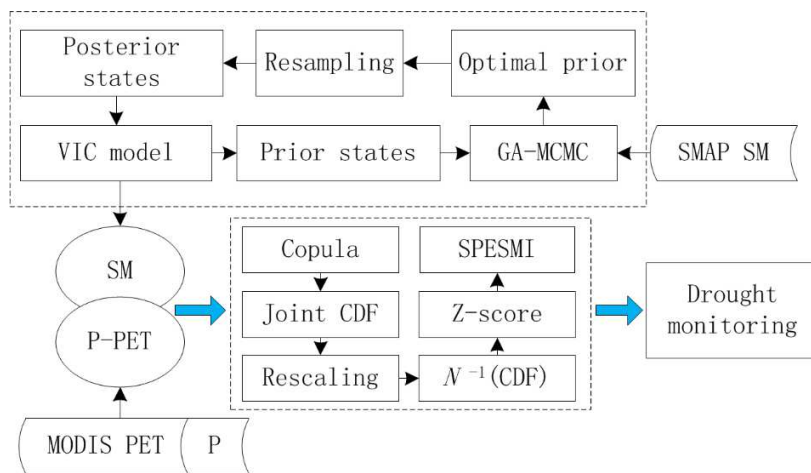 Posterior
states
Resampling
Optimal prior
VIC model
Prior states
GA-MCMC
SMAP SM
SM
P-PET
MODIS PET
P
Copula
SPESMI
Joint CDF
Z-score
Rescaling
N⁻¹(CDF)
Drought
monitoring